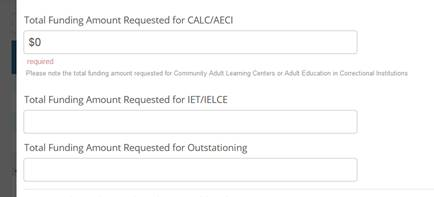 Total Funding Amount Requested for CALC/AECI
$0
required
Please note the total funding amount requested for Community Adult Learning Centers or Adult Education in Correctional Institutions
Total Funding Amount Requested for IET/IELCE
Total Funding Amount Requested for Outstationing